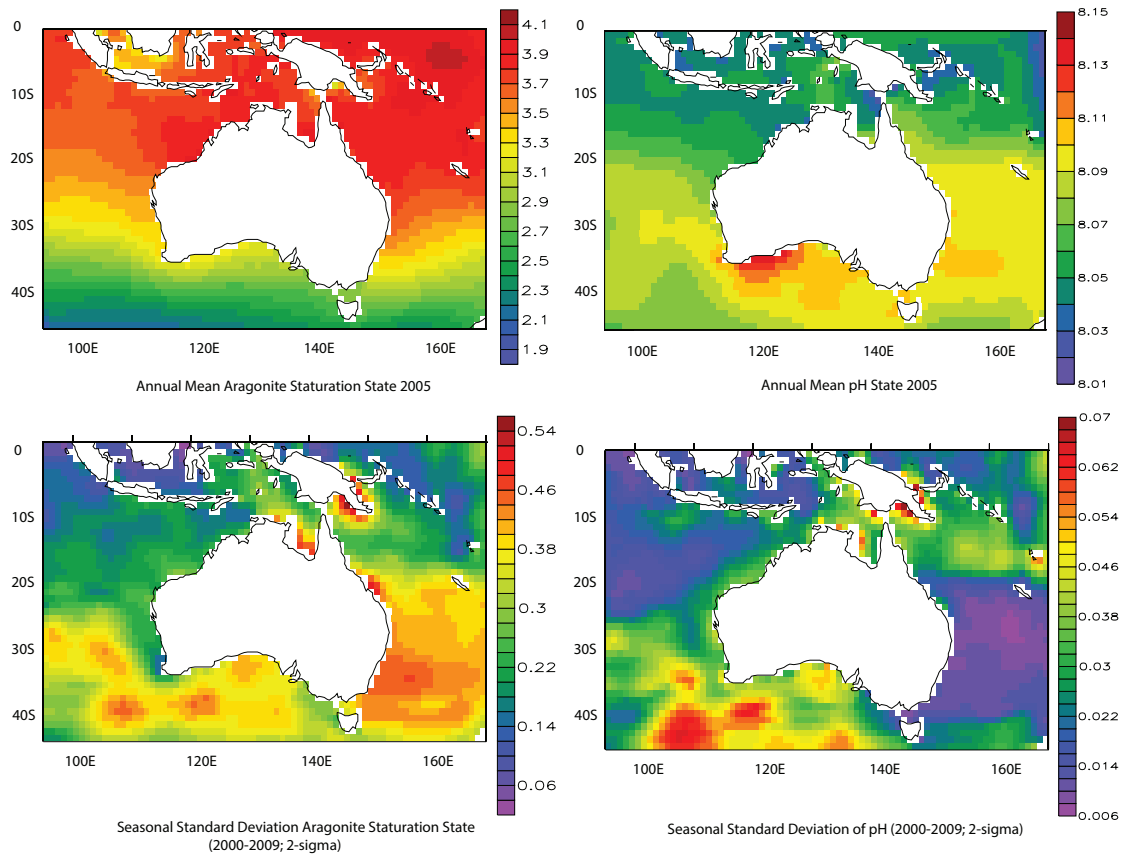 0
10S
20S
30S
40S
100E 120E 140E 160E
4.1
3.9
3.7
3.5
3.3
3.1
2.9
2.7
2.5
2.3
2.1
1.9
Annual Mean Aragonite Staturation State 2005
0
10S
20S
30S
40S
100E 120E 140E 160E
8.15
8.13
8.11
8.09
8.07
8.05
8.03
8.01
Annual Mean pH State 2005
0
10S
20S
30S
40S
100E 120E 140E 160E
0.54
0.46
0.38
0.3
0.22
0.14
0.06
Seasonal Standard Deviation Aragonite Staturation State
(2000-2009; 2-sigma)
0
10S
20S
30S
40S
100E 120E 140E 160E
0.07
0.062
0.054
0.046
0.038
0.03
0.022
0.014
0.006
Seasonal Standard Deviation of pH (2000-2009; 2-sigma)